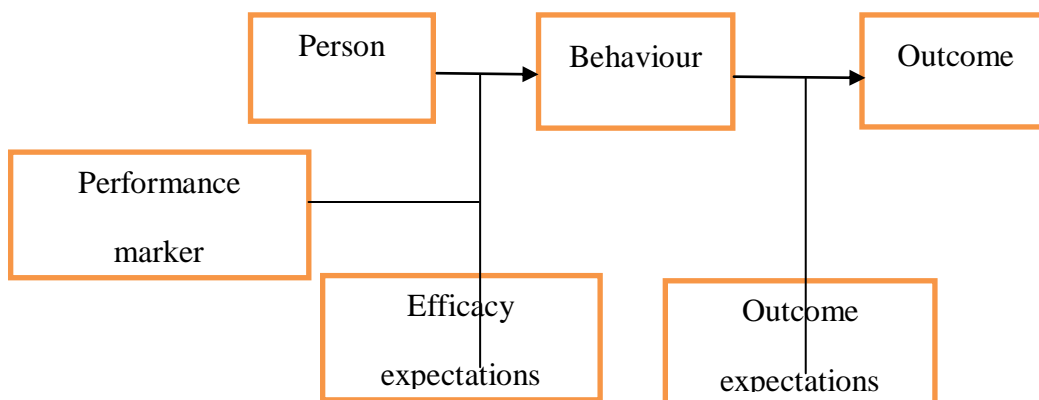 Person
Behaviour
Outcome
Performance
marker
Efficacy
expectations
Outcome
expectations